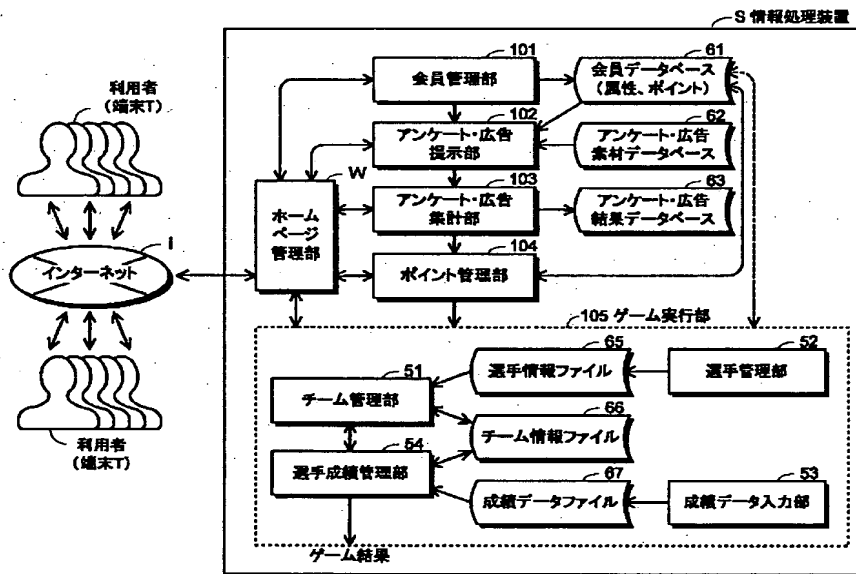 S 情報処理装置
101
会員管理部
61
会員データベース
(属性、ポイント)
利用者
(端末T)
102
アンケート・広告
提示部
62
アンケート・広告
素材データベース
W
ホーム
ページ
管理部
103
アンケート・広告
集計部
63
アンケート・広告
結果データベース
i
インターネット
104
ポイント管理部
105 ゲーム実行部
51
チーム管理部
65
選手情報ファイル
52
選手管理部
66
チーム情報ファイル
54
選手成績管理部
67
成績データファイル
53
成績データ入力部
利用者
(端末T)
ゲーム結果